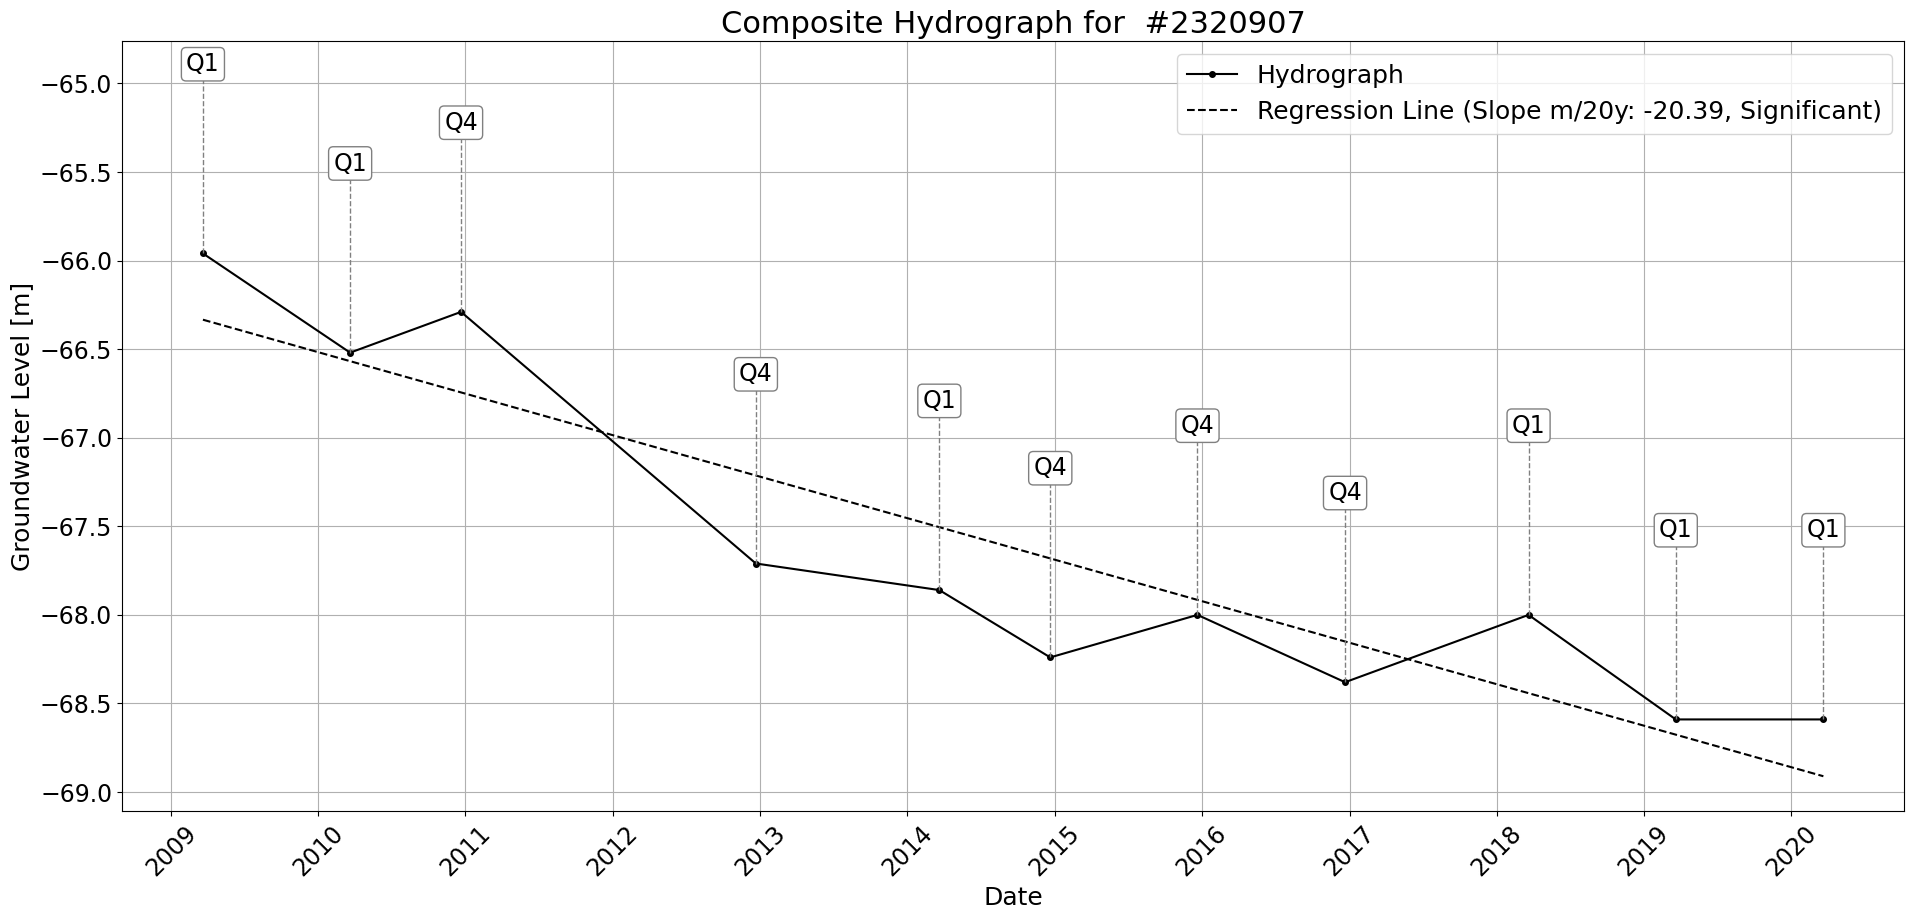 Composite Hydrograph for  #2320907
Hydrograph
Regression Line (Slope m/20y: -20.39, Significant)
Groundwater Level [m]
−65.0
−65.5
−66.0
−66.5
−67.0
−67.5
−68.0
−68.5
−69.0
Q1
Q1
Q4
Q4
Q1
Q4
Q4
Q4
Q1
Q1
Q1
2009
2010
2011
2012
2013
2014
2015
2016
2017
2018
2019
2020
Date